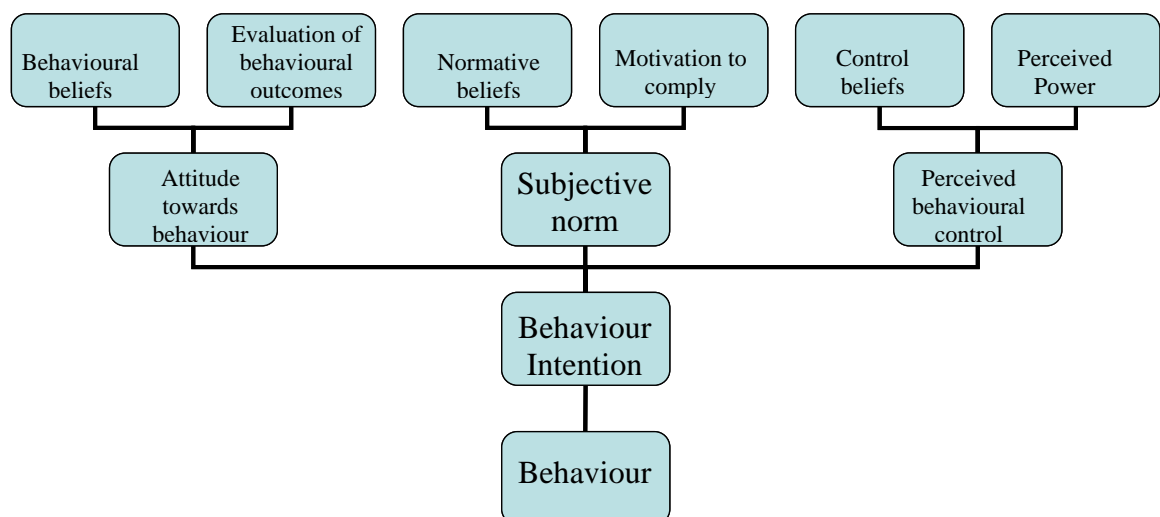 Behavioural
beliefs
Evaluation of
behavioural
outcomes
Normative
beliefs
Motivation to
comply
Control
beliefs
Perceived
Power
Attitude
towards
behaviour
Subjective
norm
Perceived
behavioural
control
Behaviour
Intention
Behaviour